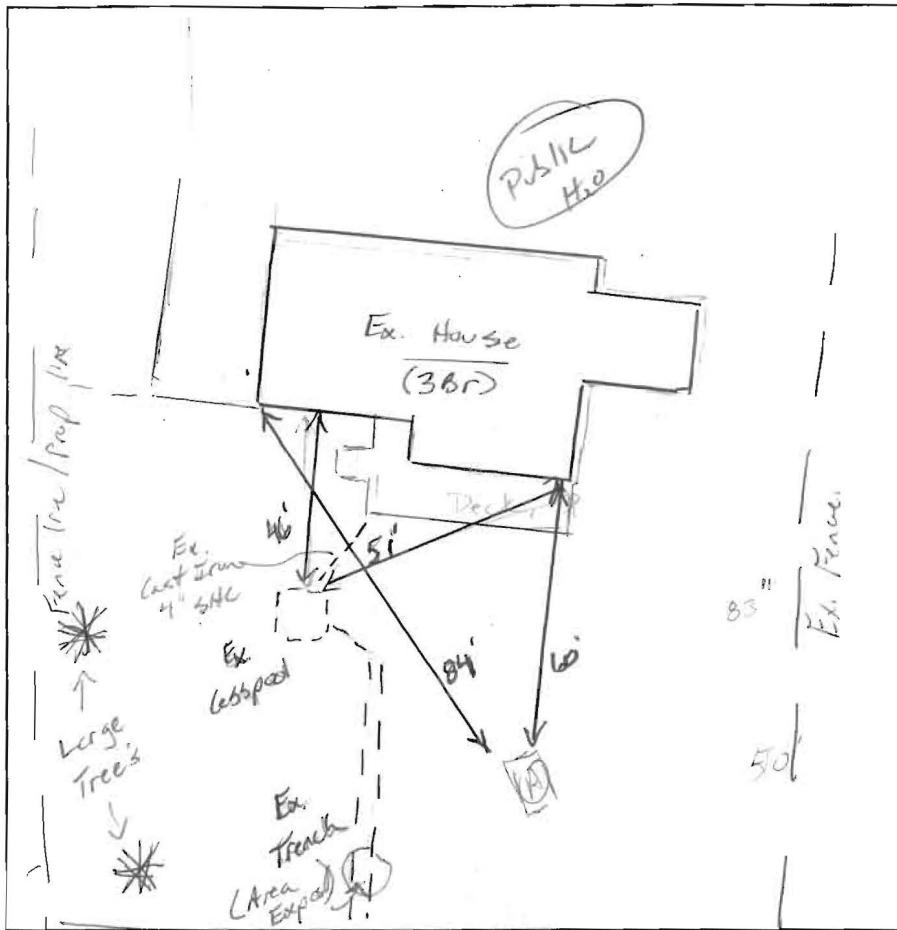 Public
H₂O
Ex. House
(3Br)
Deck
Fence line / Prop line
46'
51'
Ex.
Cast Iron
4"
Ex.
Cesspool
84'
60'
83"
Ex. Fence.
50'
Large
Tree's
A
Ex.
Trench
(Area
Exposed)